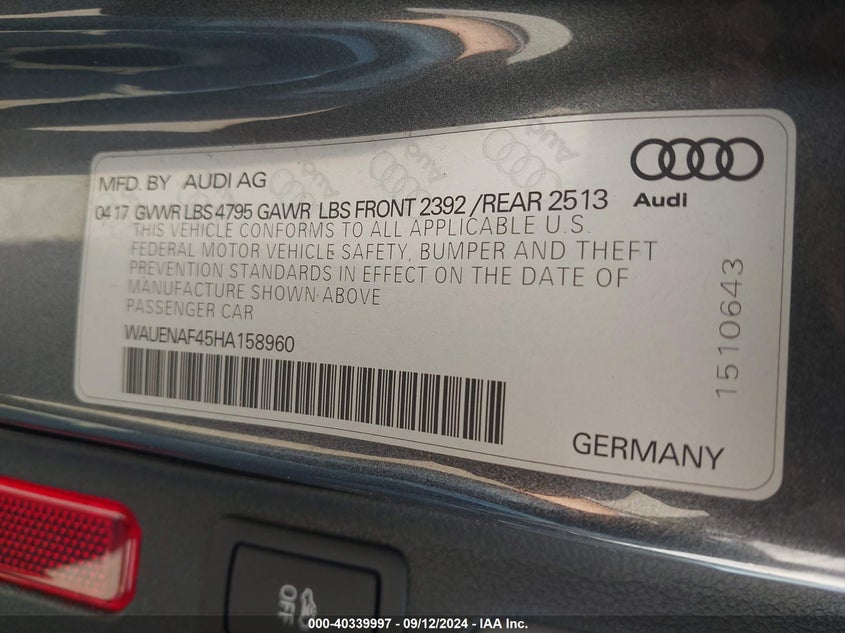 MFD. BY AUDI AG
Audi
04 17 GVWR LBS 4795 GAWR LBS FRONT 2392 /REAR 2513
THIS VEHICLE CONFORMS TO ALL APPLICABLE U.S.
FEDERAL MOTOR VEHICLE SAFETY, BUMPER AND THEFT
PREVENTION STANDARDS IN EFFECT ON THE DATE OF
MANUFACTURE SHOWN ABOVE
PASSENGER CAR
WAUENAF45HA158960
1510643
GERMANY
OFF
000-40339997 - 09/12/2024 - IAA Inc.